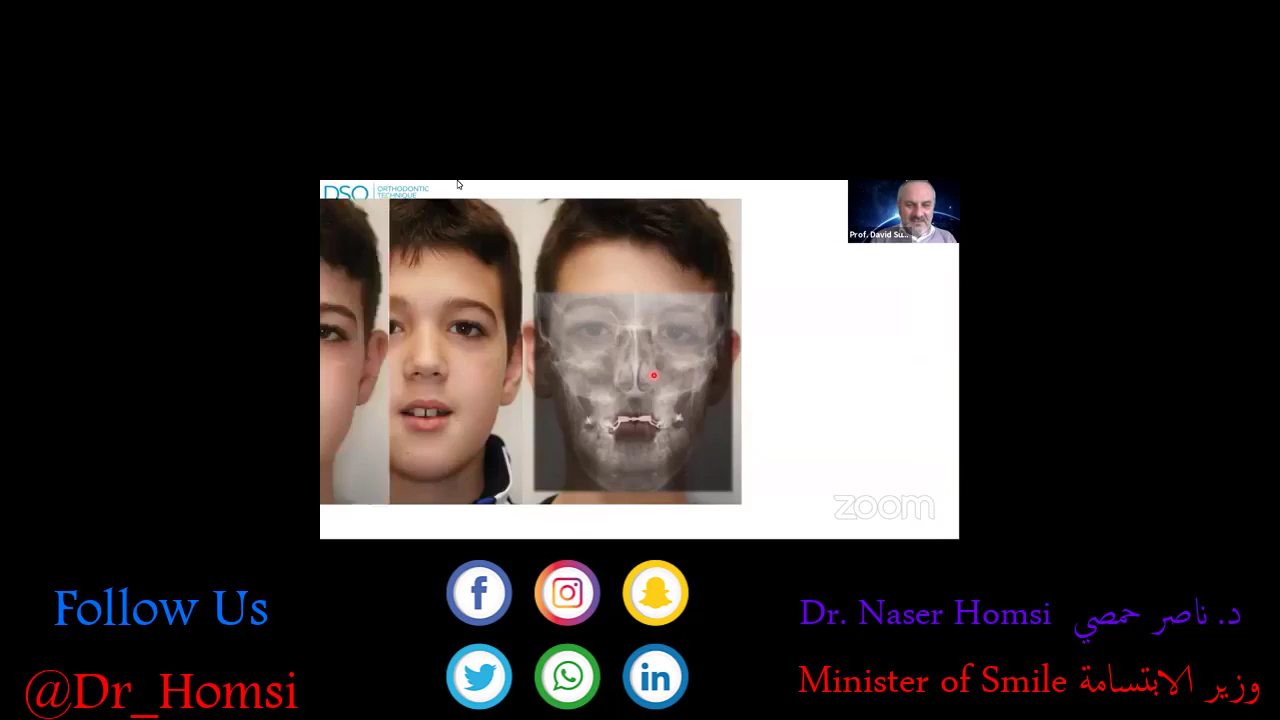 DSO
ORTHODONTIC
TECHNIQUE
Prof. David Su...
zoom
Follow Us
@Dr_Homsi
Dr. Naser Homsi د. ناصر حمصي
Minister of Smile وزير الابتسامة